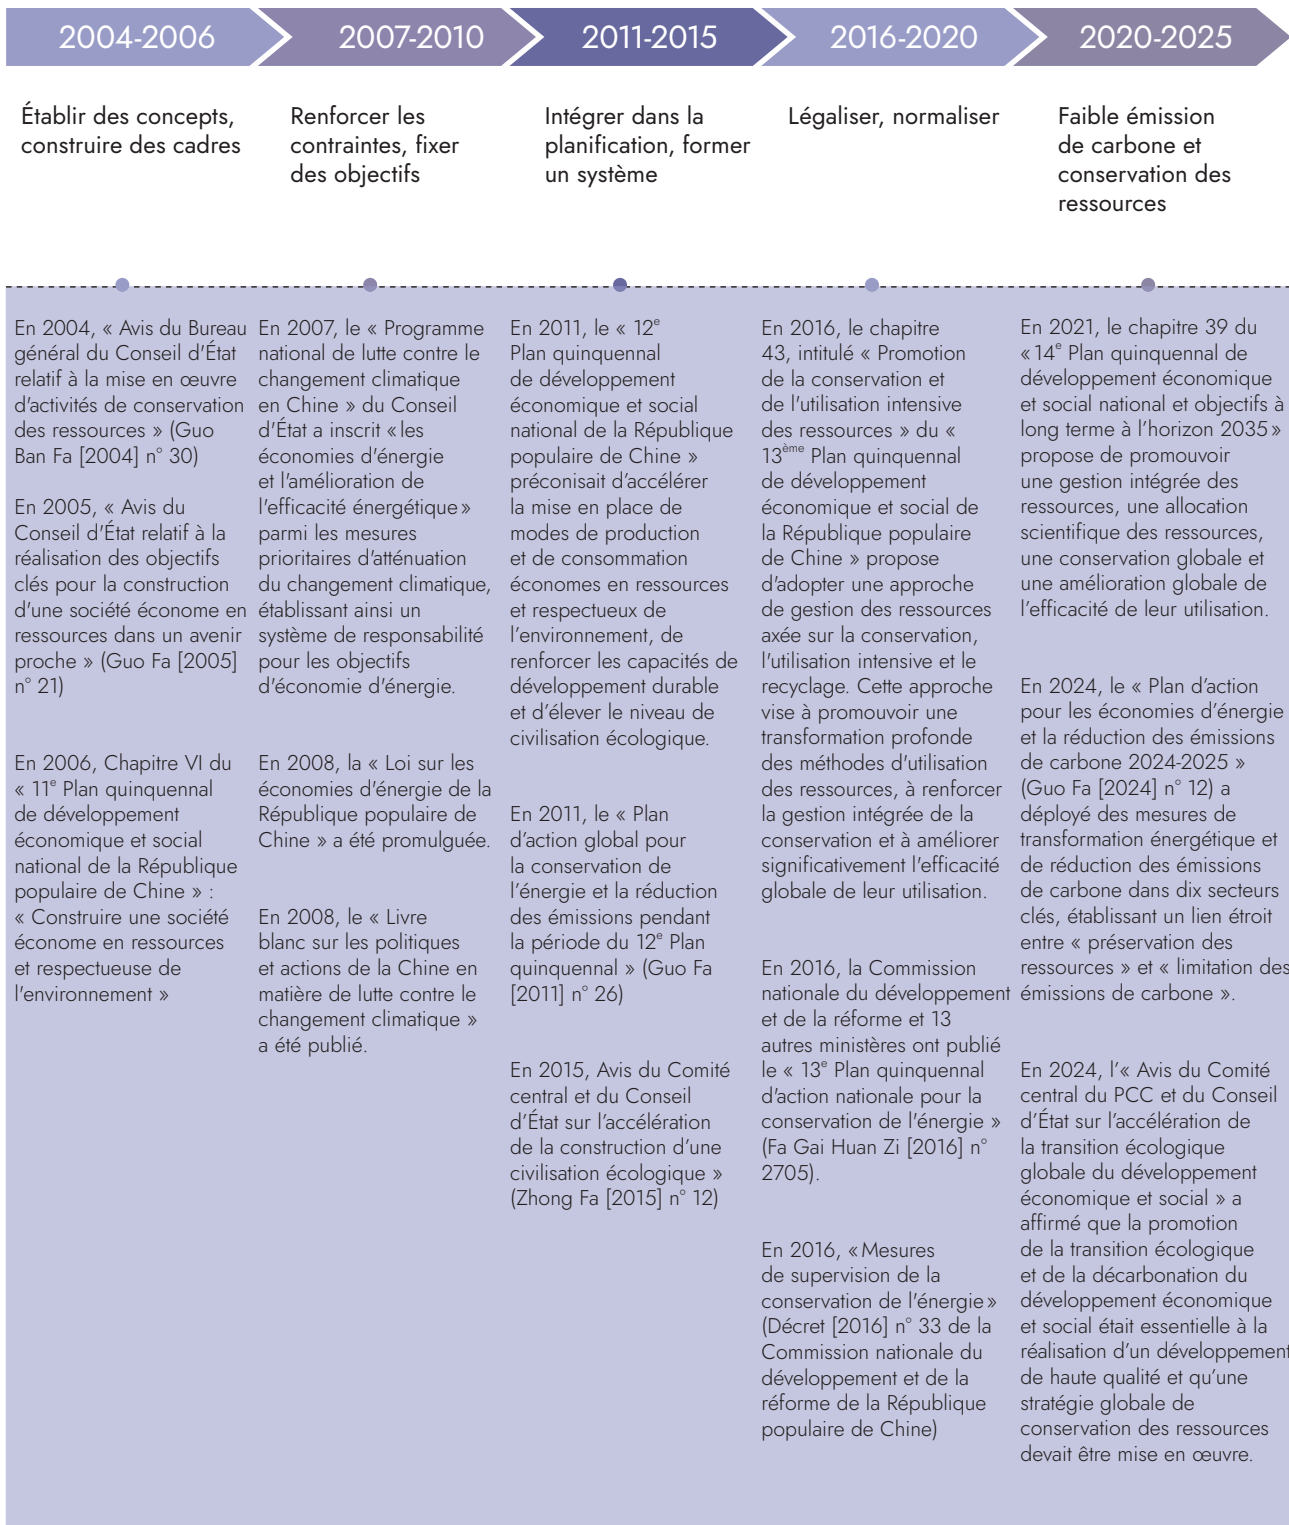 2004-2006
2007-2010
2011-2015
2016-2020
2020-2025
Établir des concepts,
construire des cadres
Renforcer les
contraintes, fixer
des objectifs
Intégrer dans la
planification, former
un système
Légaliser, normaliser
Faible émission
de carbone et
conservation des
ressources
En 2004, « Avis du Bureau
général du Conseil d'État
relatif à la mise en œuvre
d'activités de conservation
des ressources » (Guo
Ban Fa [2004] n° 30)
En 2005, « Avis du
Conseil d'État relatif à la
réalisation des objectifs
clés pour la construction
d'une société économe en
ressources dans un avenir
proche » (Guo Fa [2005]
n° 21)
En 2006, Chapitre VI du
« 11e Plan quinquennal
de développement
économique et social
national de la République
populaire de Chine » :
« Construire une société
économe en ressources
et respectueuse de
l'environnement »
En 2007, le « Programme
national de lutte contre le
changement climatique
en Chine » du Conseil
d'État a inscrit «les
économies d'énergie
et l'amélioration de
l'efficacité énergétique»
parmi les mesures
prioritaires d'atténuation
du changement climatique,
établissant ainsi un
système de responsabilité
pour les objectifs
d'économie d'énergie.
En 2008, la « Loi sur les
économies d'énergie de la
République populaire de
Chine » a été promulguée.
En 2008, le « Livre
blanc sur les politiques
et actions de la Chine en
matière de lutte contre le
changement climatique »
a été publié.
En 2011, le « 12e
Plan quinquennal
de développement
économique et social
national de la République
populaire de Chine »
préconisait d'accélérer
la mise en place de
modes de production
et de consommation
économes en ressources
et respectueux de
l’environnement, de
renforcer les capacités de
développement durable
et d’élever le niveau de
civilisation écologique.
En 2011, le « Plan
d’action global pour
la conservation de
l’énergie et la réduction
des émissions pendant
la période du 12e Plan
quinquennal » (Guo Fa
[2011] n° 26)
En 2015, Avis du Comité
central et du Conseil
d’État sur l’accélération
de la construction d’une
civilisation écologique »
(Zhong Fa [2015] n° 12)
En 2016, le chapitre
43, intitulé « Promotion
de la conservation et
de l'utilisation intensive
des ressources » du «
13ème Plan quinquennal
de développement
économique et social de
la République populaire
de Chine » propose
d'adopter une approche
de gestion des ressources
axée sur la conservation,
l'utilisation intensive et le
recyclage. Cette approche
vise à promouvoir une
transformation profonde
des méthodes d'utilisation
des ressources, à renforcer
la gestion intégrée de la
conservation et à améliorer
significativement l'efficacité
globale de leur utilisation.
En 2016, la Commission
nationale du développement
et de la réforme et 13
autres ministères ont publié
le « 13e Plan quinquennal
d'action nationale pour la
conservation de l'énergie »
(Fa Gai Huan Zi [2016] n°
2705).
En 2016, «Mesures
de supervision de la
conservation de l'énergie»
(Décret [2016] n° 33 de la
Commission nationale du
développement et de la
réforme de la République
populaire de Chine)
En 2021, le chapitre 39 du
«14e Plan quinquennal de
développement économique
et social national et objectifs à
long terme à l’horizon 2035»
propose de promouvoir
une gestion intégrée des
ressources, une allocation
scientifique des ressources,
une conservation globale et
une amélioration globale de
l’efficacité de leur utilisation.
En 2024, le « Plan d’action
pour les économies d’énergie
et la réduction des émissions
de carbone 2024-2025 »
(Guo Fa [2024] n° 12) a
déployé des mesures de
transformation énergétique et
de réduction des émissions
de carbone dans dix secteurs
clés, établissant un lien étroit
entre « préservation des
ressources » et « limitation des
émissions de carbone ».
En 2024, l’« Avis du Comité
central du PCC et du Conseil
d’État sur l’accélération de
la transition écologique
globale du développement
économique et social » a
affirmé que la promotion
de la transition écologique
et de la décarbonation du
développement économique
et social était essentielle à la
réalisation d’un développement
de haute qualité et qu’une
stratégie globale de
conservation des ressources
devait être mise en œuvre.